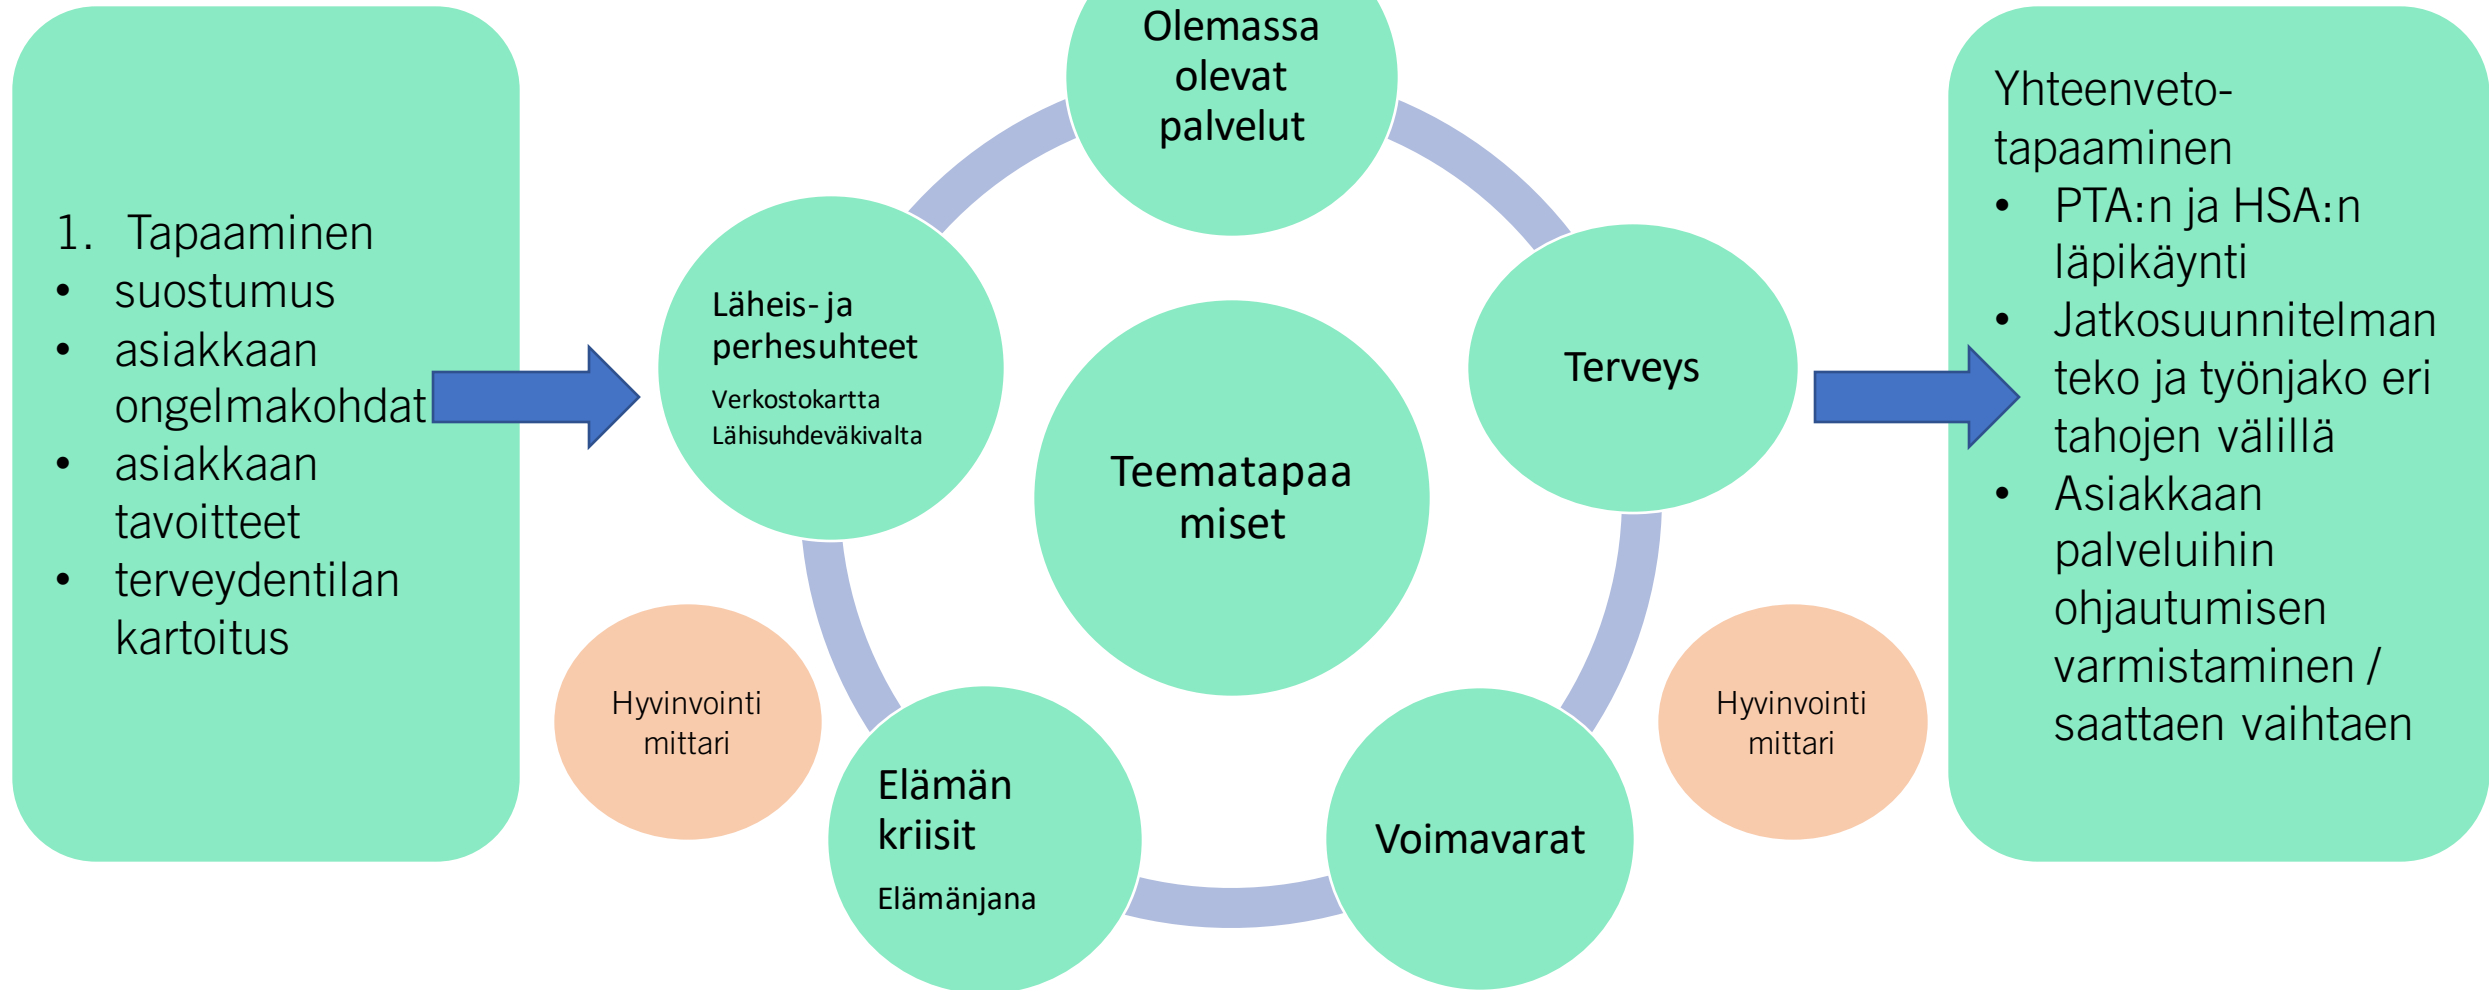 1. Tapaaminen
• suostumus
• asiakkaan
ongelmakohdat
• asiakkaan
tavoitteet
• terveydentilan
kartoitus
Olemassa
olevat
palvelut
Läheis- ja
perhesuhteet
Verkostokartta
Lähisuhdeväkivalta
Terveys
Teematapaa
miset
Hyvinvointi
mittari
Elämän
kriisit
Elämänjana
Voimavarat
Hyvinvointi
mittari
Yhteenveto-
tapaaminen
• PTA:n ja HSA:n
läpikäynti
• Jatkosuunnitelman
teko ja työnjako eri
tahojen välillä
• Asiakkaan
palveluihin
ohjautumisen
varmistaminen /
saattaen vaihtaen